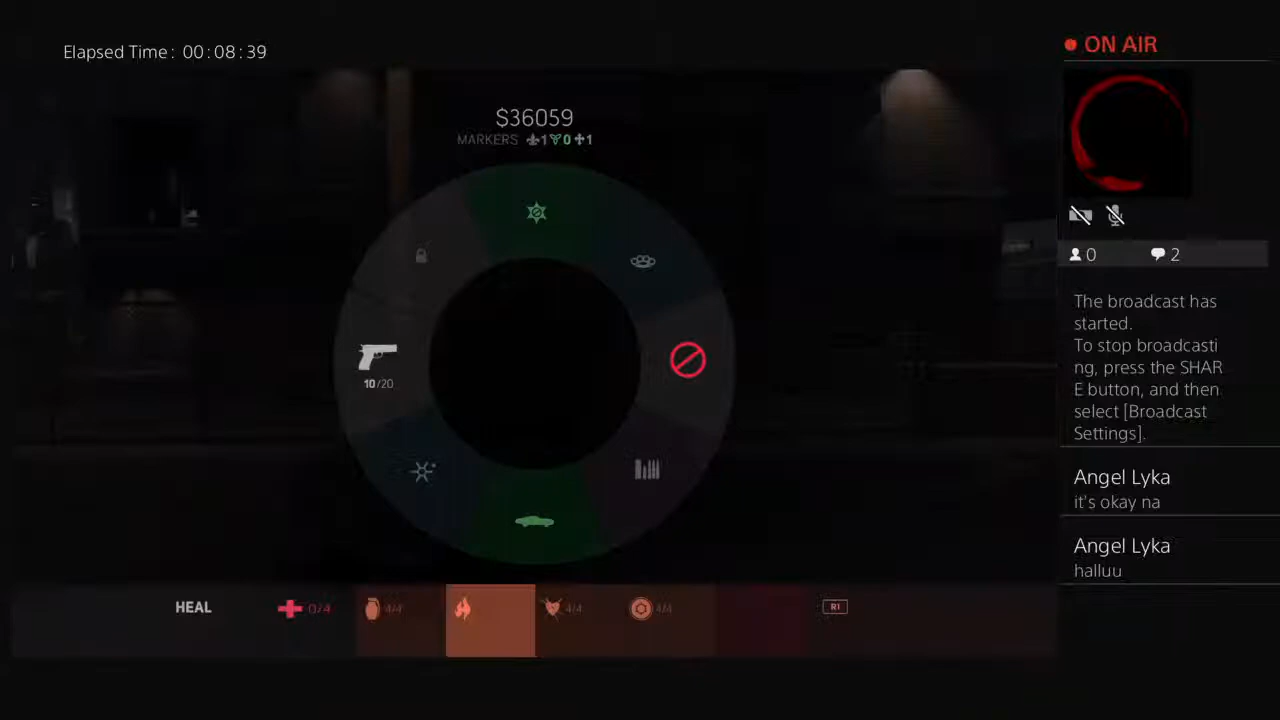 Elapsed Time: 00:08:39
ON AIR
$36059
MARKERS 1 0 1
0 2
The broadcast has
started.
To stop broadcasti
ng, press the SHAR
E button, and then
select [Broadcast
Settings].
10/20
Angel Lyka
it's okay na
Angel Lyka
halluu
HEAL 0/4 4/4 4/4 4/4 R1